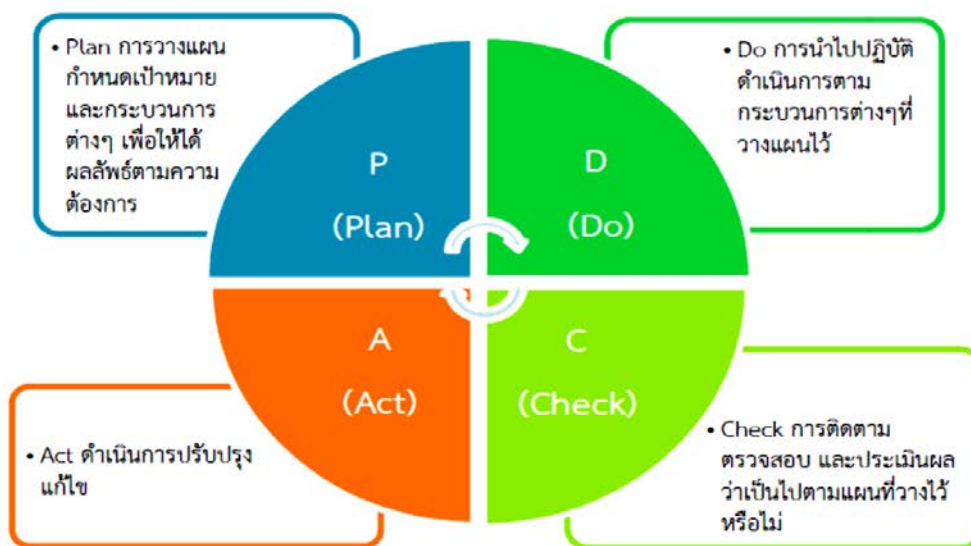 • Plan การวางแผน
กำหนดเป้าหมาย
และกระบวนการ
ต่างๆ เพื่อให้ได้
ผลลัพธ์ตามความ
ต้องการ
P
(Plan)
D
(Do)
• Do การนำไปปฏิบัติ
ดำเนินการตาม
กระบวนการต่างๆที่
วางแผนไว้
A
(Act)
C
(Check)
• Act ดำเนินการปรับปรุง
แก้ไข
• Check การติดตาม
ตรวจสอบ และประเมินผล
ว่าเป็นไปตามแผนที่วางไว้
หรือไม่